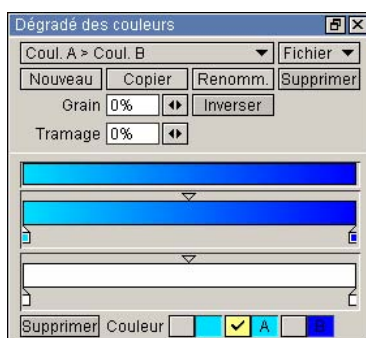 Dégradé des couleurs
Coul. A > Coul. B Fichier
Nouveau Copier Renomm. Supprimer
Grain 0% Inverser
Tramage 0%
Supprimer Couleur A B